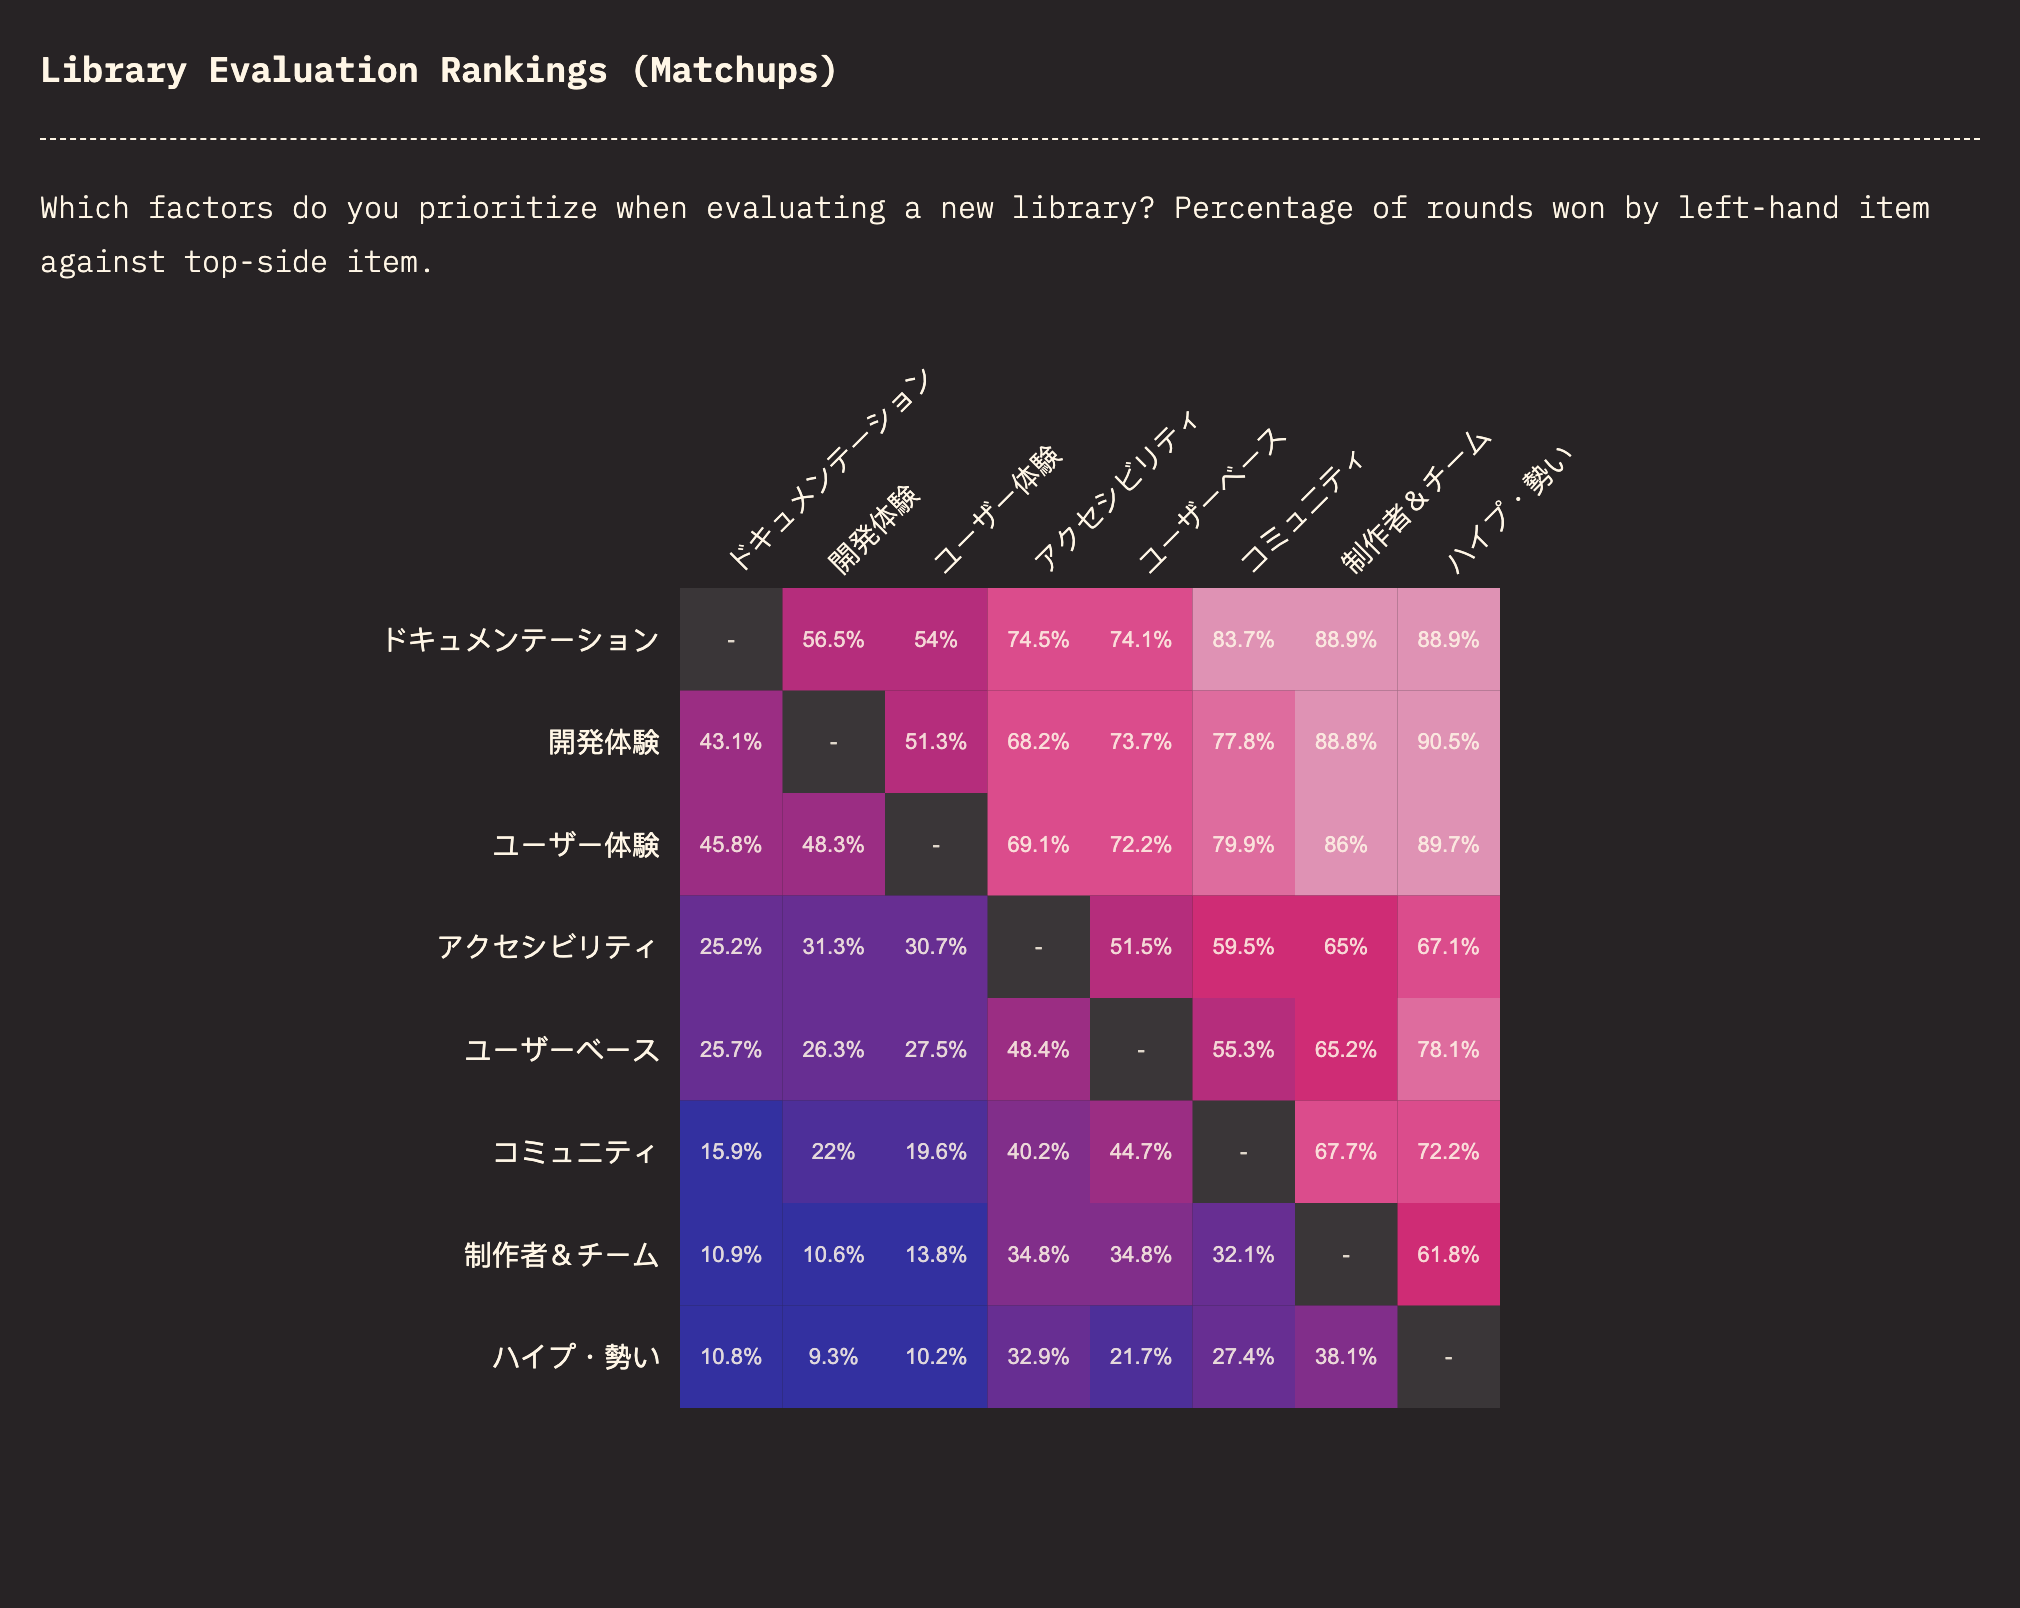 Library Evaluation Rankings (Matchups)
Which factors do you prioritize when evaluating a new library? Percentage of rounds won by left-hand item
against top-side item.
ドキュメンテーション 開発体験 ユーザー体験 アクセシビリティ ユーザーベース コミュニティ 制作者＆チーム ハイプ・勢い
ドキュメンテーション - 56.5% 54% 74.5% 74.1% 83.7% 88.9% 88.9%
開発体験 43.1% - 51.3% 68.2% 73.7% 77.8% 88.8% 90.5%
ユーザー体験 45.8% 48.3% - 69.1% 72.2% 79.9% 86% 89.7%
アクセシビリティ 25.2% 31.3% 30.7% - 51.5% 59.5% 65% 67.1%
ユーザーベース 25.7% 26.3% 27.5% 48.4% - 55.3% 65.2% 78.1%
コミュニティ 15.9% 22% 19.6% 40.2% 44.7% - 67.7% 72.2%
制作者＆チーム 10.9% 10.6% 13.8% 34.8% 34.8% 32.1% - 61.8%
ハイプ・勢い 10.8% 9.3% 10.2% 32.9% 21.7% 27.4% 38.1% -